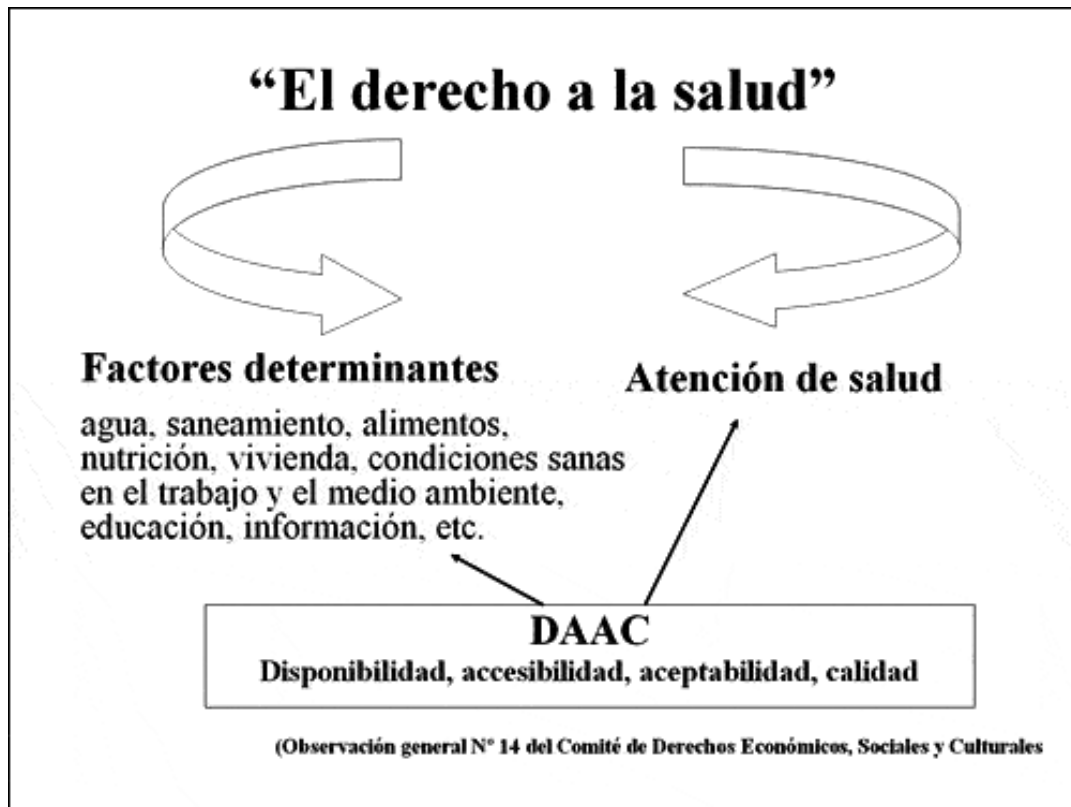 “El derecho a la salud”
Factores determinantes
agua, saneamiento, alimentos,
nutrición, vivienda, condiciones sanas
en el trabajo y el medio ambiente,
educación, información, etc.
Atención de salud
DAAC
Disponibilidad, accesibilidad, aceptabilidad, calidad
(Observación general Nº 14 del Comité de Derechos Económicos, Sociales y Culturales